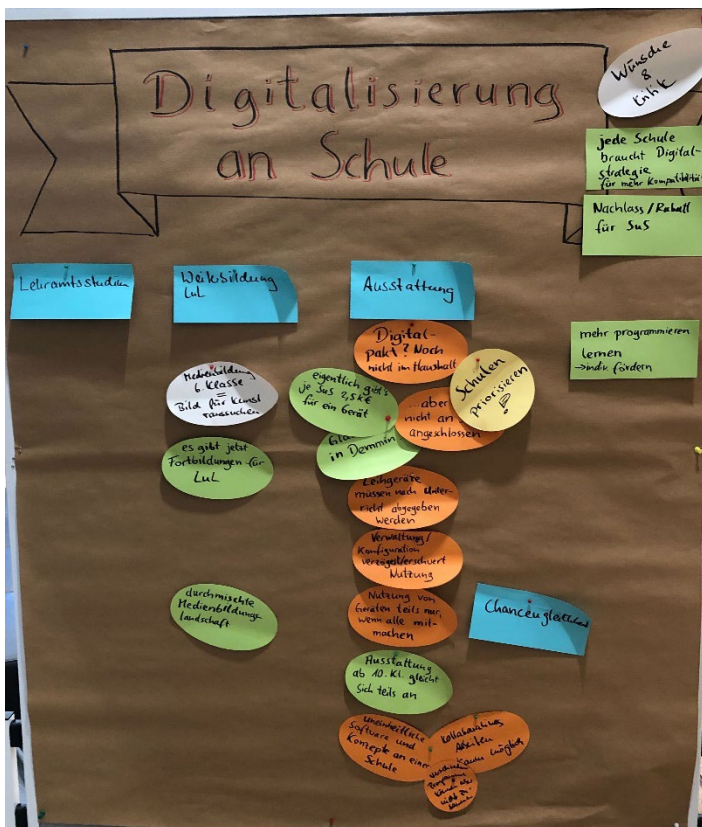 Digitalisierung
an Schule
Wünsche
&
Kritik
jede Schule
braucht Digital-
strategie
für mehr Kompatibilität
Nachlass/Rabatt
für SuS
mehr programmieren
lernen
→ indiv. fördern
Lehramtsstudium
Weiterbildung
LuL
Medienbildung
6. Klasse
=
Bild für Kunst
raussuchen
es gibt jetzt
Fortbildungen für
LuL
durchmischte
Medienbildungs-
landschaft
Ausstattung
Digital-
pakt? Noch
nicht im Haushalt
eigentlich gibt's
je SuS 2,5k€
für ein Gerät
Schulen
priorisieren
!
...aber
nicht an
angeschlossen
in Demmin
Leihgeräte
müssen nach Unter-
richt abgegeben
werden
Verwaltung/
Konfiguration
verzögert/erschwert
Nutzung
Nutzung von
Geräten teils nur,
wenn alle mit-
machen
Ausstattung
ab 10. Kl. gleicht
sich teils an
uneinheitliche
Software und
Konzepte an einer
Schule
kollaboratives
Arbeiten
kaum möglich
Programme
Chancengleichheit